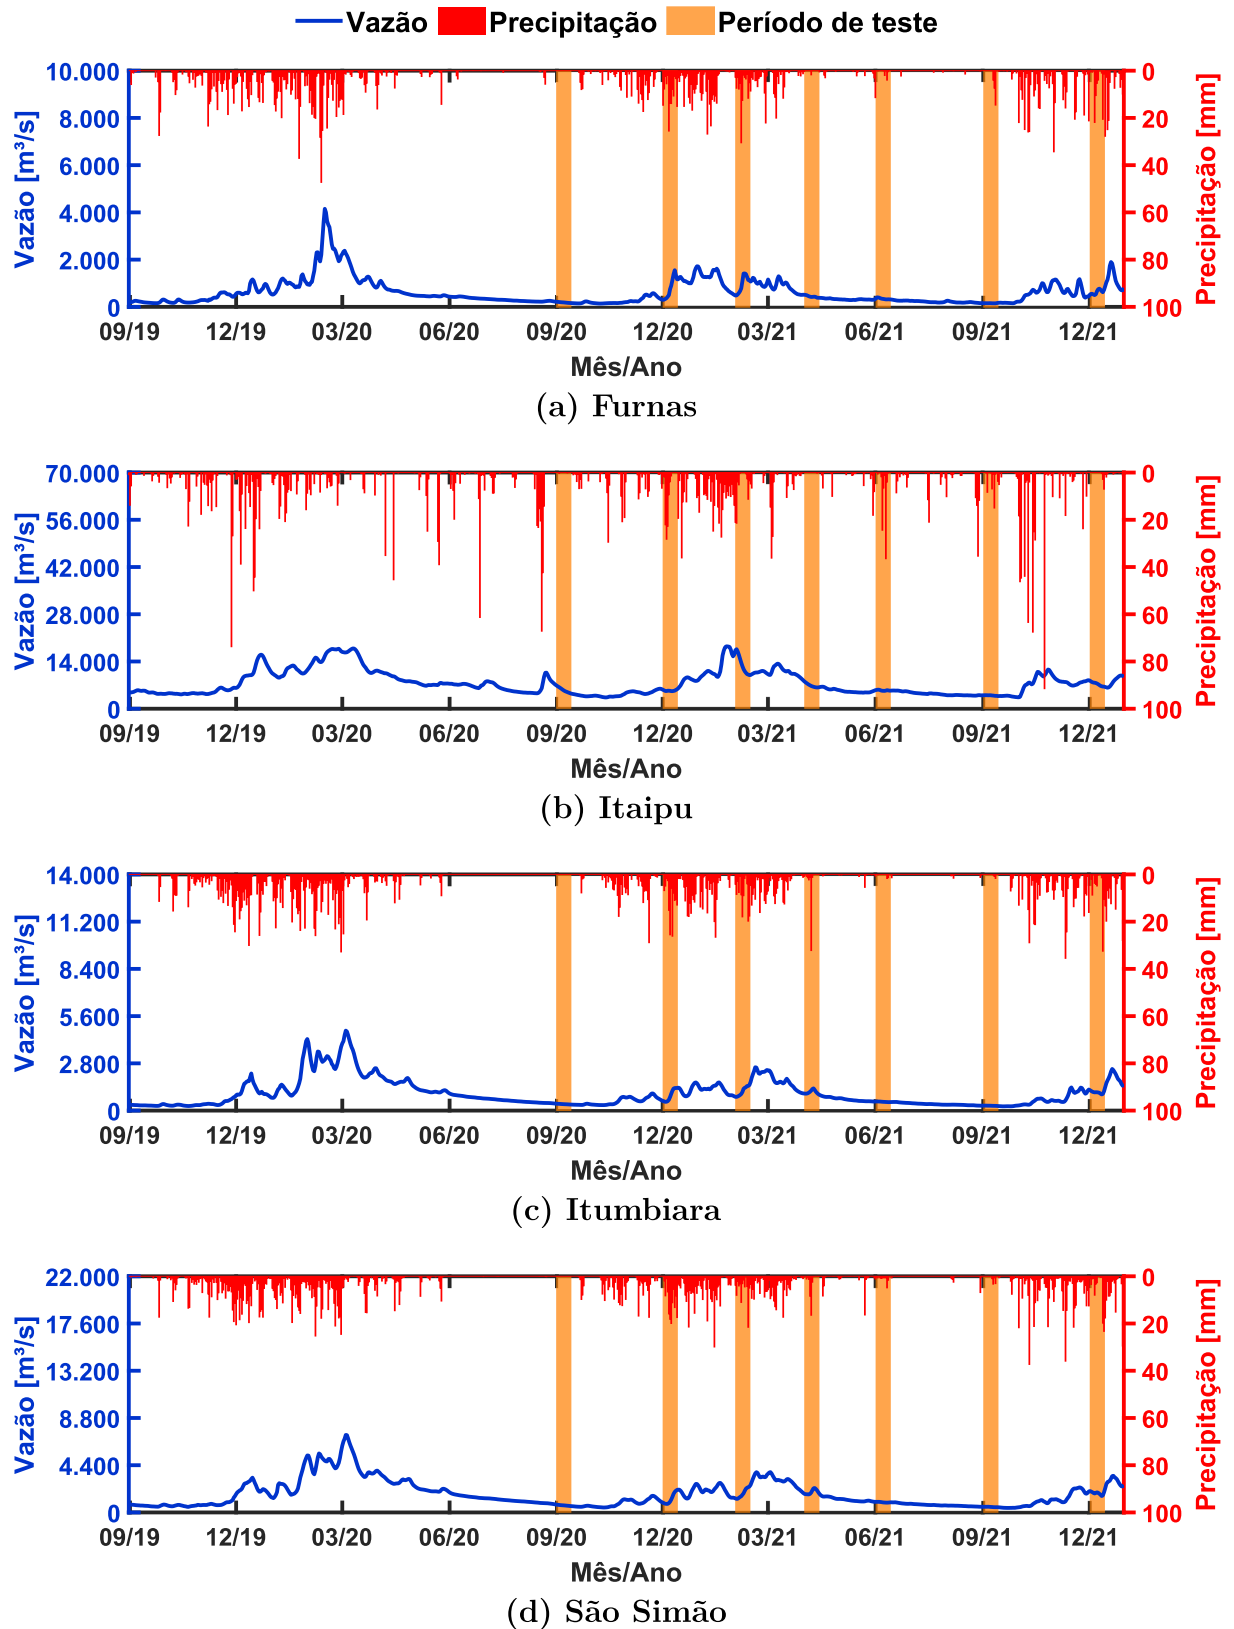 Vazão Precipitação Período de teste
10.000 0
8.000 20
6.000 40
4.000 60
2.000 80
0 100
Vazão [m³/s]
Precipitação [mm]
09/19 12/19 03/20 06/20 09/20 12/20 03/21 06/21 09/21 12/21
Mês/Ano
(a) Furnas
70.000 0
56.000 20
42.000 40
28.000 60
14.000 80
0 100
Vazão [m³/s]
Precipitação [mm]
09/19 12/19 03/20 06/20 09/20 12/20 03/21 06/21 09/21 12/21
Mês/Ano
(b) Itaipu
14.000 0
11.200 20
8.400 40
5.600 60
2.800 80
0 100
Vazão [m³/s]
Precipitação [mm]
09/19 12/19 03/20 06/20 09/20 12/20 03/21 06/21 09/21 12/21
Mês/Ano
(c) Itumbiara
22.000 0
17.600 20
13.200 40
8.800 60
4.400 80
0 100
Vazão [m³/s]
Precipitação [mm]
09/19 12/19 03/20 06/20 09/20 12/20 03/21 06/21 09/21 12/21
Mês/Ano
(d) São Simão